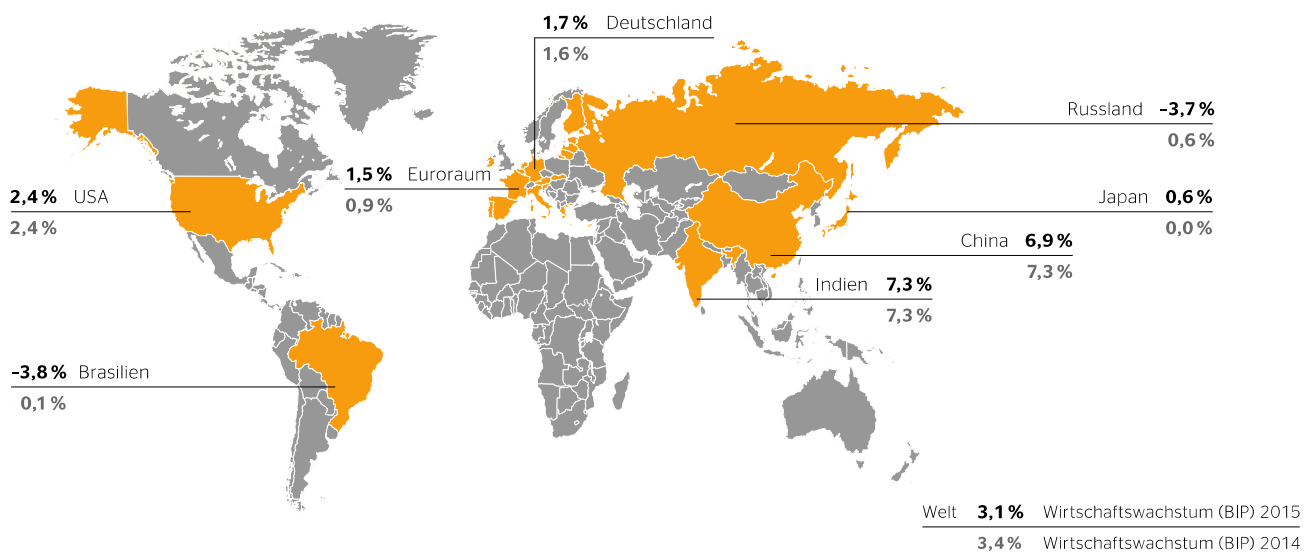 1,7 % Deutschland
1,6 %
Russland –3,7 %
0,6 %
1,5 % Euroraum
0,9 %
2,4 % USA
2,4 %
Japan 0,6 %
0,0 %
China 6,9 %
7,3 %
Indien 7,3 %
7,3 %
–3,8 % Brasilien
0,1 %
Welt 3,1 % Wirtschaftswachstum (BIP) 2015
3,4 % Wirtschaftswachstum (BIP) 2014